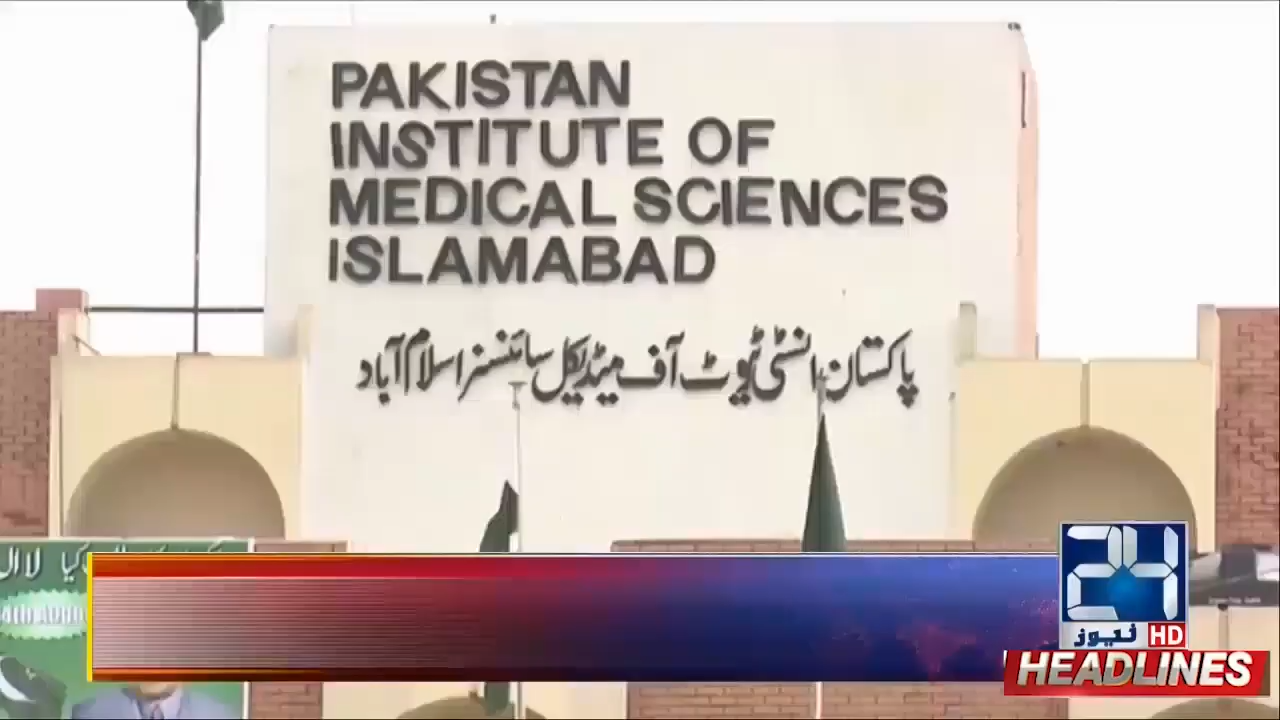 PAKISTAN
INSTITUTE OF
MEDICAL SCIENCES
ISLAMABAD
پاکستان انسٹی ٹیوٹ آف میڈیکل سائنسز اسلام آباد
24
نیوز HD
HEADLINES